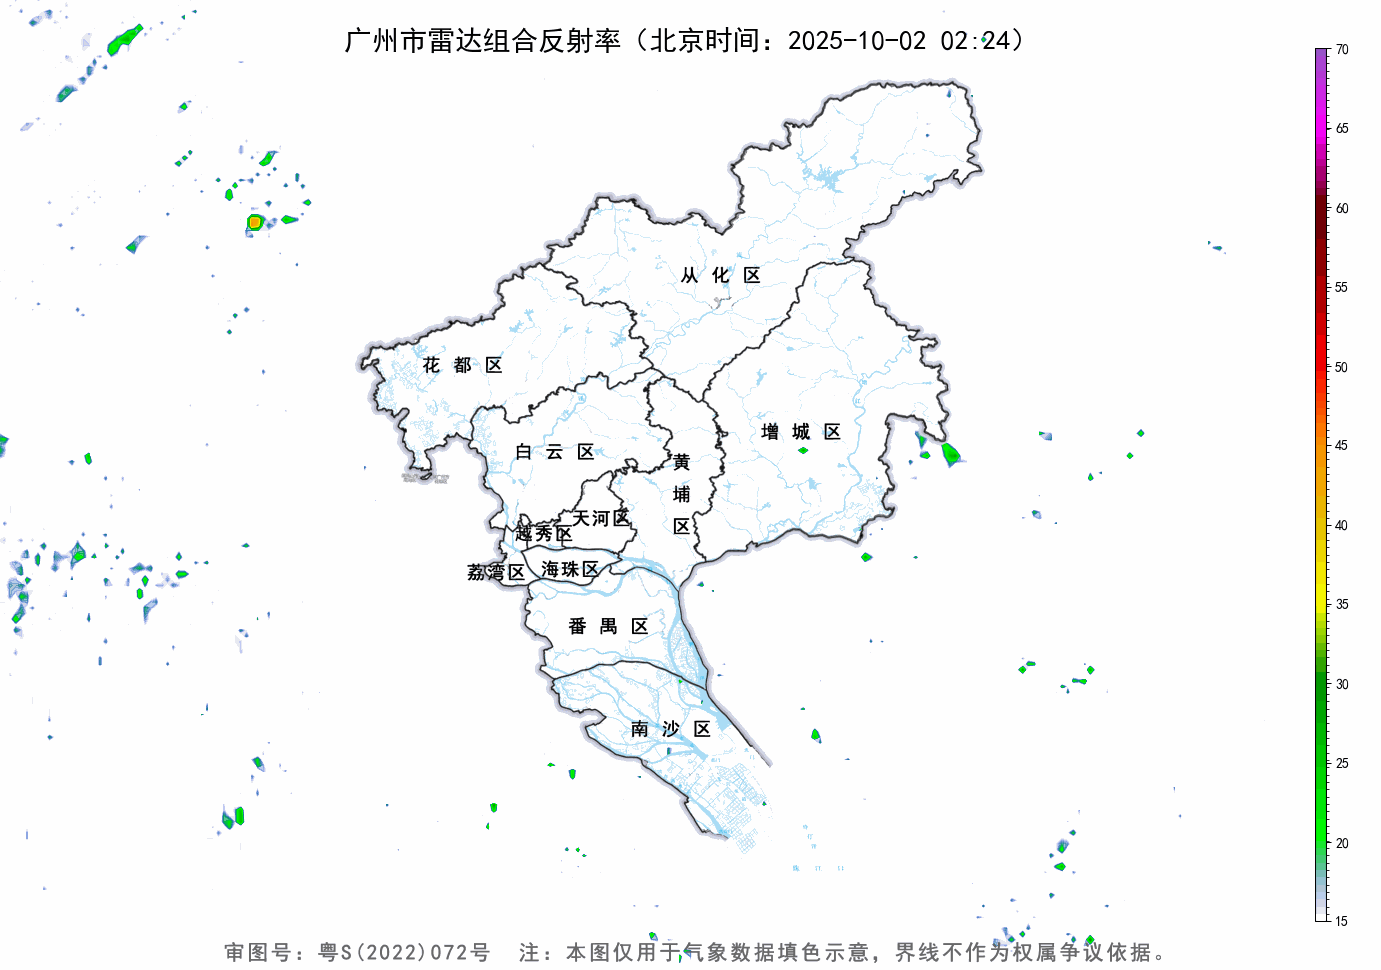 广州市雷达组合反射率（北京时间：2025-10-02 02:24）
70
65
60
55
50
45
40
35
30
25
20
15
从化区
花都区
增城区
白云区
黄埔区
天河区
越秀区
荔湾区
海珠区
番禺区
南沙区
审图号：粤S(2022)072号　注：本图仅用于气象数据填色示意，界线不作为权属争议依据。